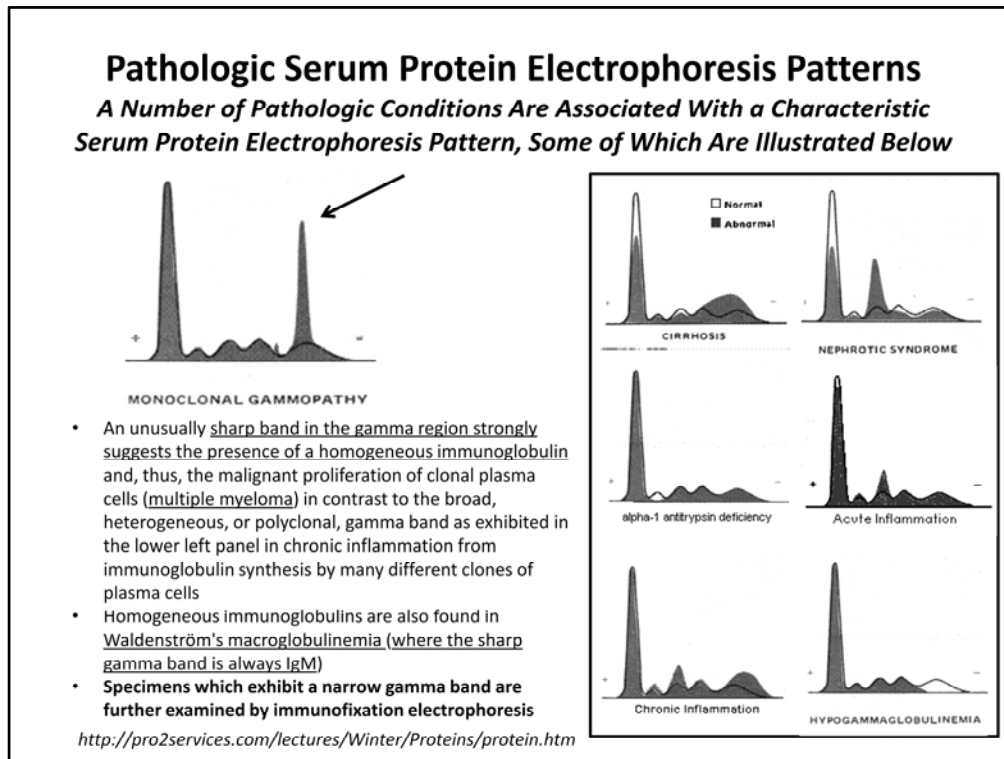 Pathologic Serum Protein Electrophoresis Patterns
A Number of Pathologic Conditions Are Associated With a Characteristic
Serum Protein Electrophoresis Pattern, Some of Which Are Illustrated Below
+
MONOCLONAL GAMMOPATHY
• An unusually sharp band in the gamma region strongly
suggests the presence of a homogeneous immunoglobulin
and, thus, the malignant proliferation of clonal plasma
cells (multiple myeloma) in contrast to the broad,
heterogeneous, or polyclonal, gamma band as exhibited in
the lower left panel in chronic inflammation from
immunoglobulin synthesis by many different clones of
plasma cells
• Homogeneous immunoglobulins are also found in
Waldenström's macroglobulinemia (where the sharp
gamma band is always IgM)
• Specimens which exhibit a narrow gamma band are
further examined by immunofixation electrophoresis
http://pro2services.com/lectures/Winter/Proteins/protein.htm
Normal
Abnormal
+ −
CIRRHOSIS
+ −
NEPHROTIC SYNDROME
+ −
alpha-1 antitrypsin deficiency
+ −
Acute Inflammation
+ −
Chronic Inflammation
+ −
HYPOGAMMAGLOBULINEMIA